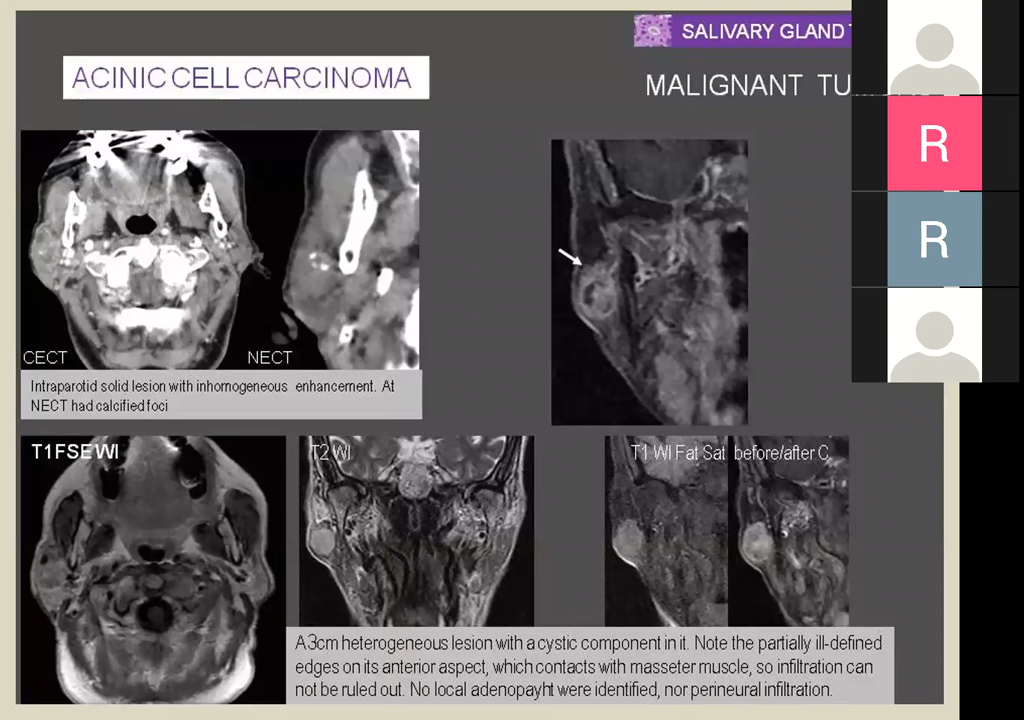 SALIVARY GLAND
ACINIC CELL CARCINOMA
MALIGNANT
R
R
CECT
NECT
Intraparotid solid lesion with inhomogeneous enhancement. At
NECT had calcified foci
T1 FSE WI
T2 WI
T1 WI Fat Sat before/after C
A 3cm heterogeneous lesion with a cystic component in it. Note the partially ill-defined
edges on its anterior aspect, which contacts with masseter muscle, so infiltration can
not be ruled out. No local adenopayht were identified, nor perineural infiltration.